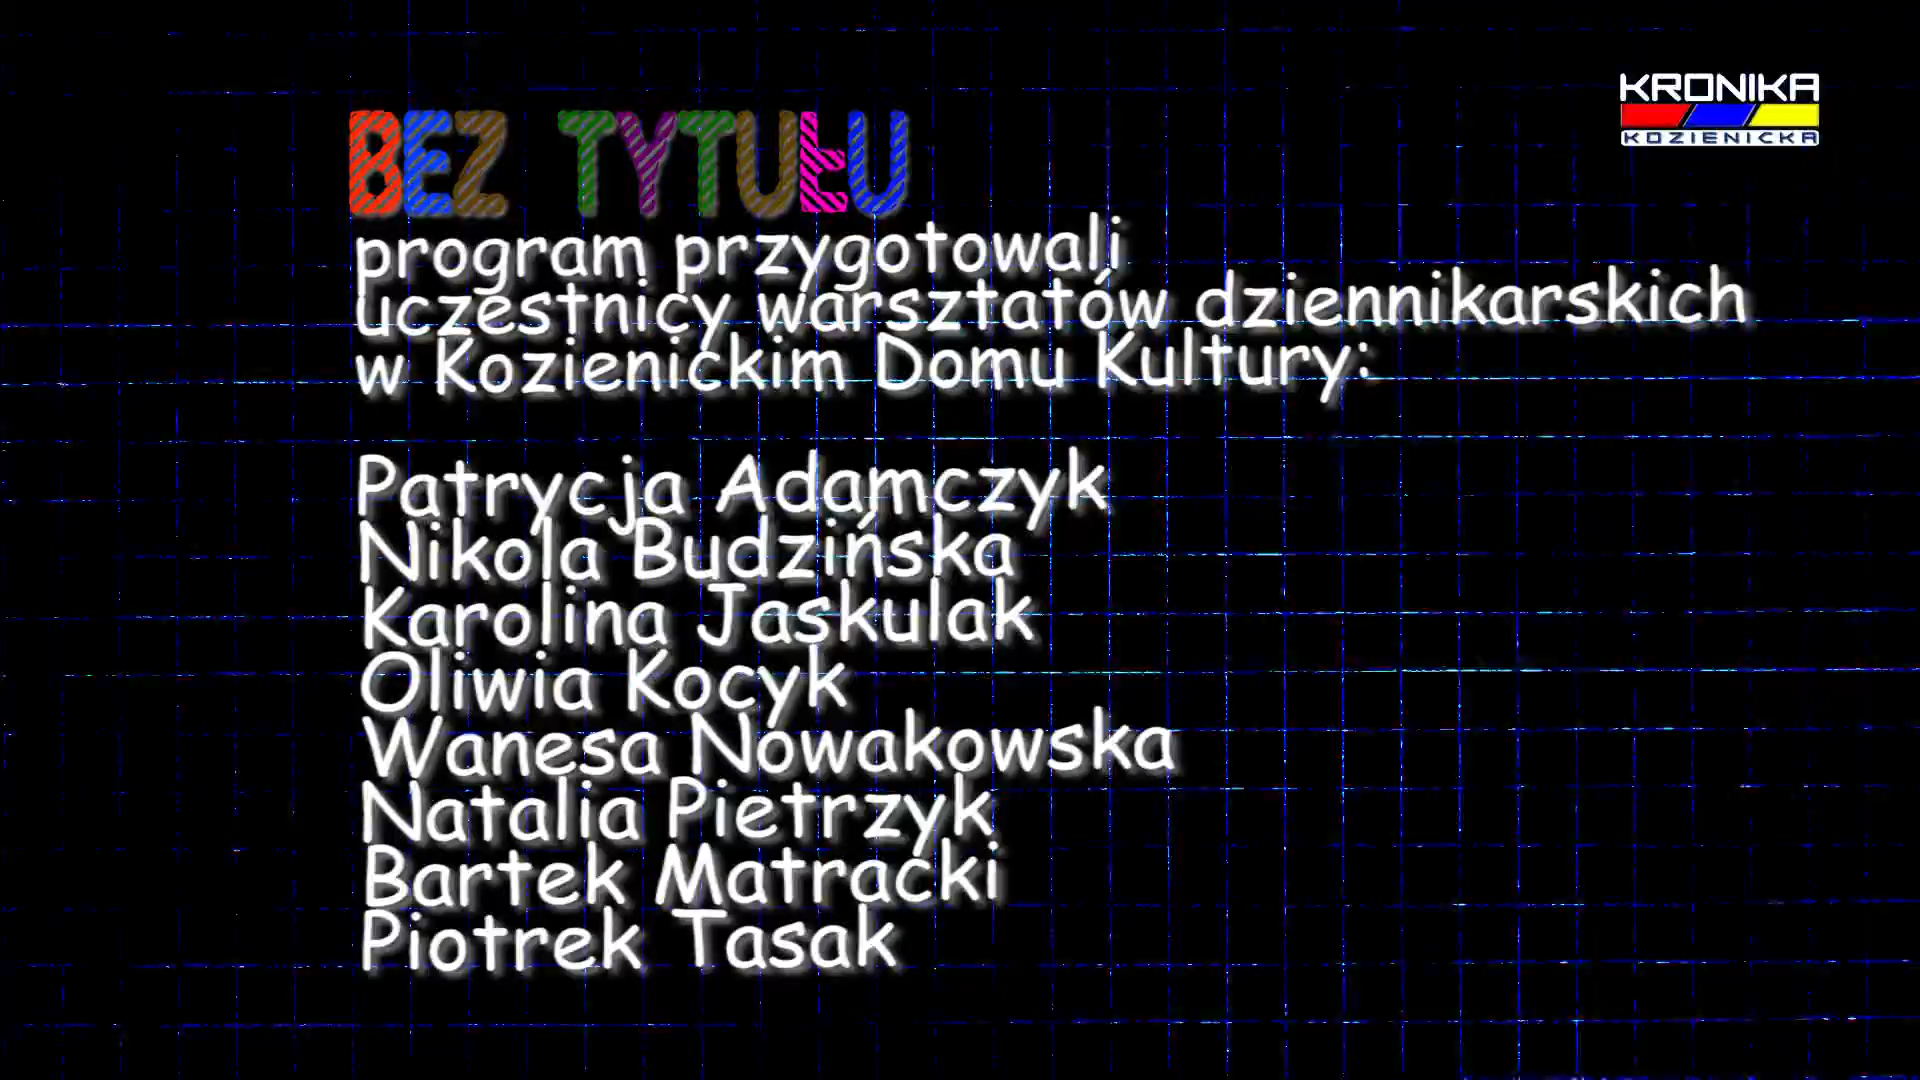 KRONIKA
KOZIENICKA
BEZ TYTUŁU
program przygotowali
uczestnicy warsztatów dziennikarskich
w Kozienickim Domu Kultury:
Patrycja Adamczyk
Nikola Budzińska
Karolina Jaskulak
Oliwia Kocyk
Wanesa Nowakowska
Natalia Pietrzyk
Bartek Matracki
Piotrek Tasak